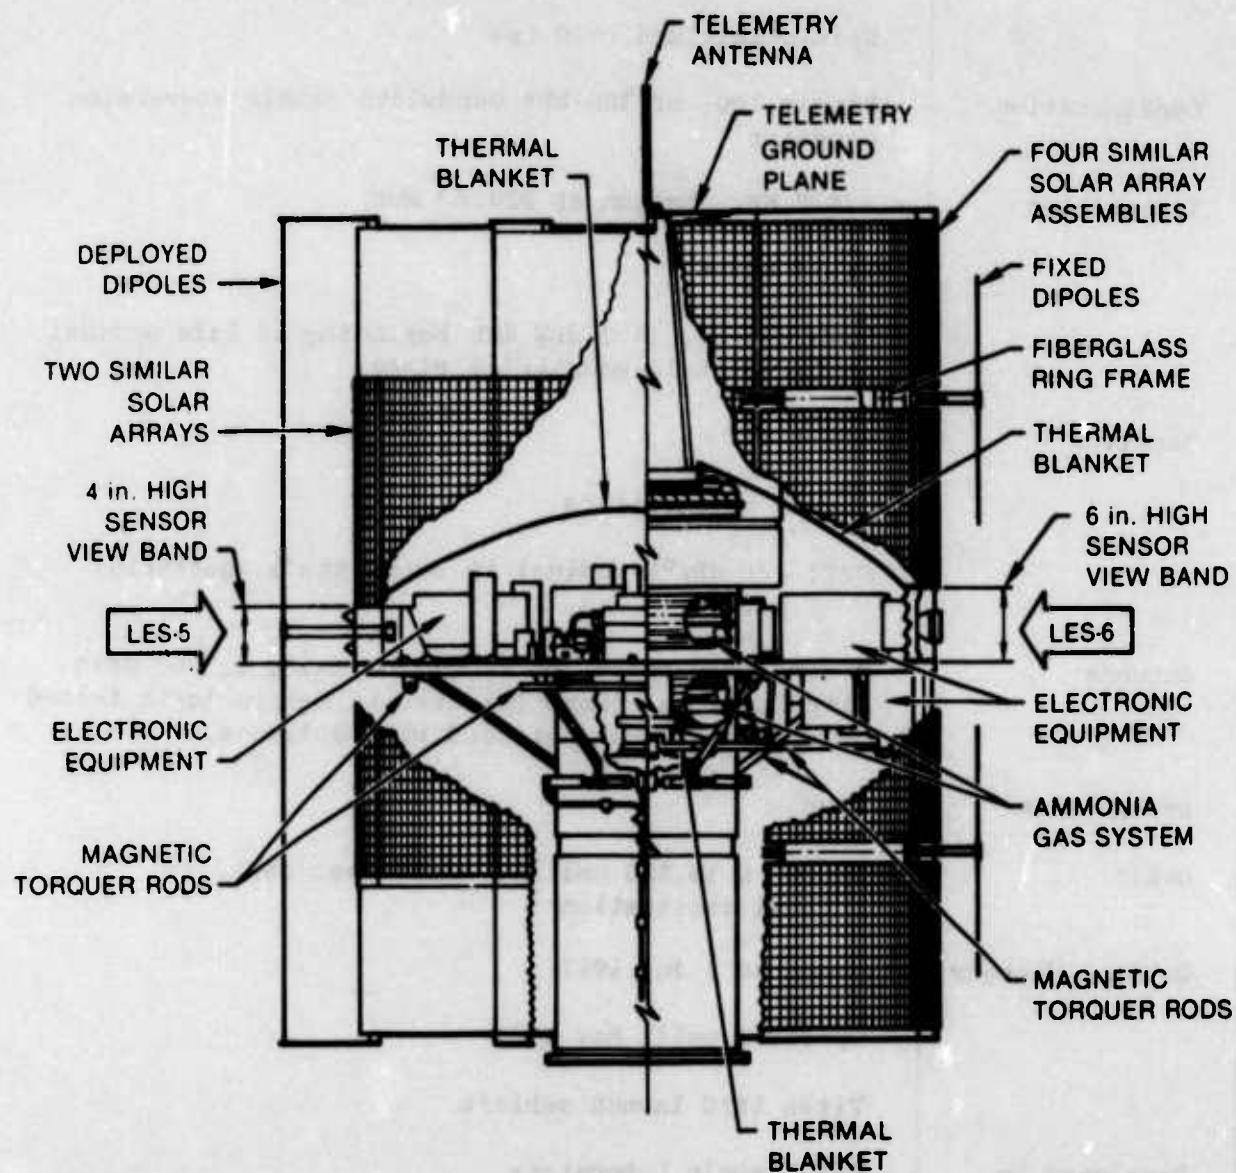 TELEMETRY
ANTENNA
TELEMETRY
GROUND
PLANE
THERMAL
BLANKET
FOUR SIMILAR
SOLAR ARRAY
ASSEMBLIES
DEPLOYED
DIPOLES
FIXED
DIPOLES
TWO SIMILAR
SOLAR
ARRAYS
FIBERGLASS
RING FRAME
THERMAL
BLANKET
4 in. HIGH
SENSOR
VIEW BAND
6 in. HIGH
SENSOR
VIEW BAND
LES-5
LES-6
ELECTRONIC
EQUIPMENT
ELECTRONIC
EQUIPMENT
MAGNETIC
TORQUER RODS
AMMONIA
GAS SYSTEM
MAGNETIC
TORQUER RODS
THERMAL
BLANKET